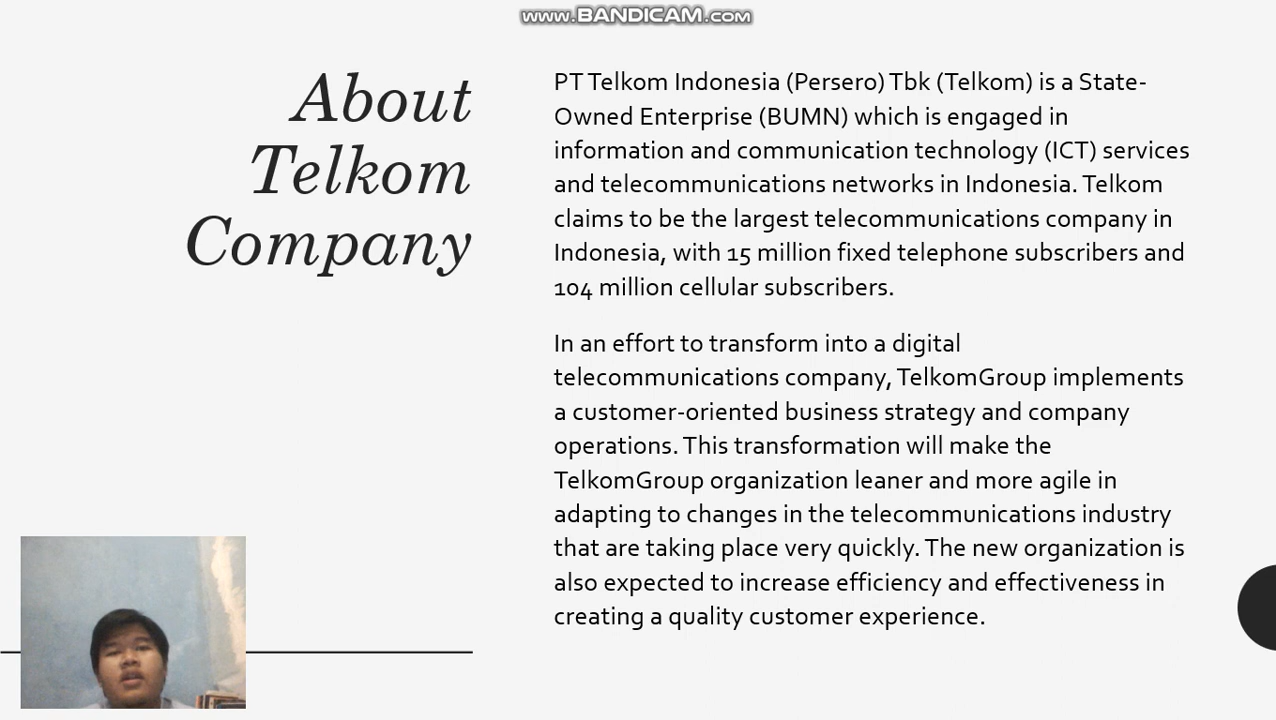 www.BANDICAM.com
About
Telkom
Company
PT Telkom Indonesia (Persero) Tbk (Telkom) is a State-
Owned Enterprise (BUMN) which is engaged in
information and communication technology (ICT) services
and telecommunications networks in Indonesia. Telkom
claims to be the largest telecommunications company in
Indonesia, with 15 million fixed telephone subscribers and
104 million cellular subscribers.
In an effort to transform into a digital
telecommunications company, TelkomGroup implements
a customer-oriented business strategy and company
operations. This transformation will make the
TelkomGroup organization leaner and more agile in
adapting to changes in the telecommunications industry
that are taking place very quickly. The new organization is
also expected to increase efficiency and effectiveness in
creating a quality customer experience.